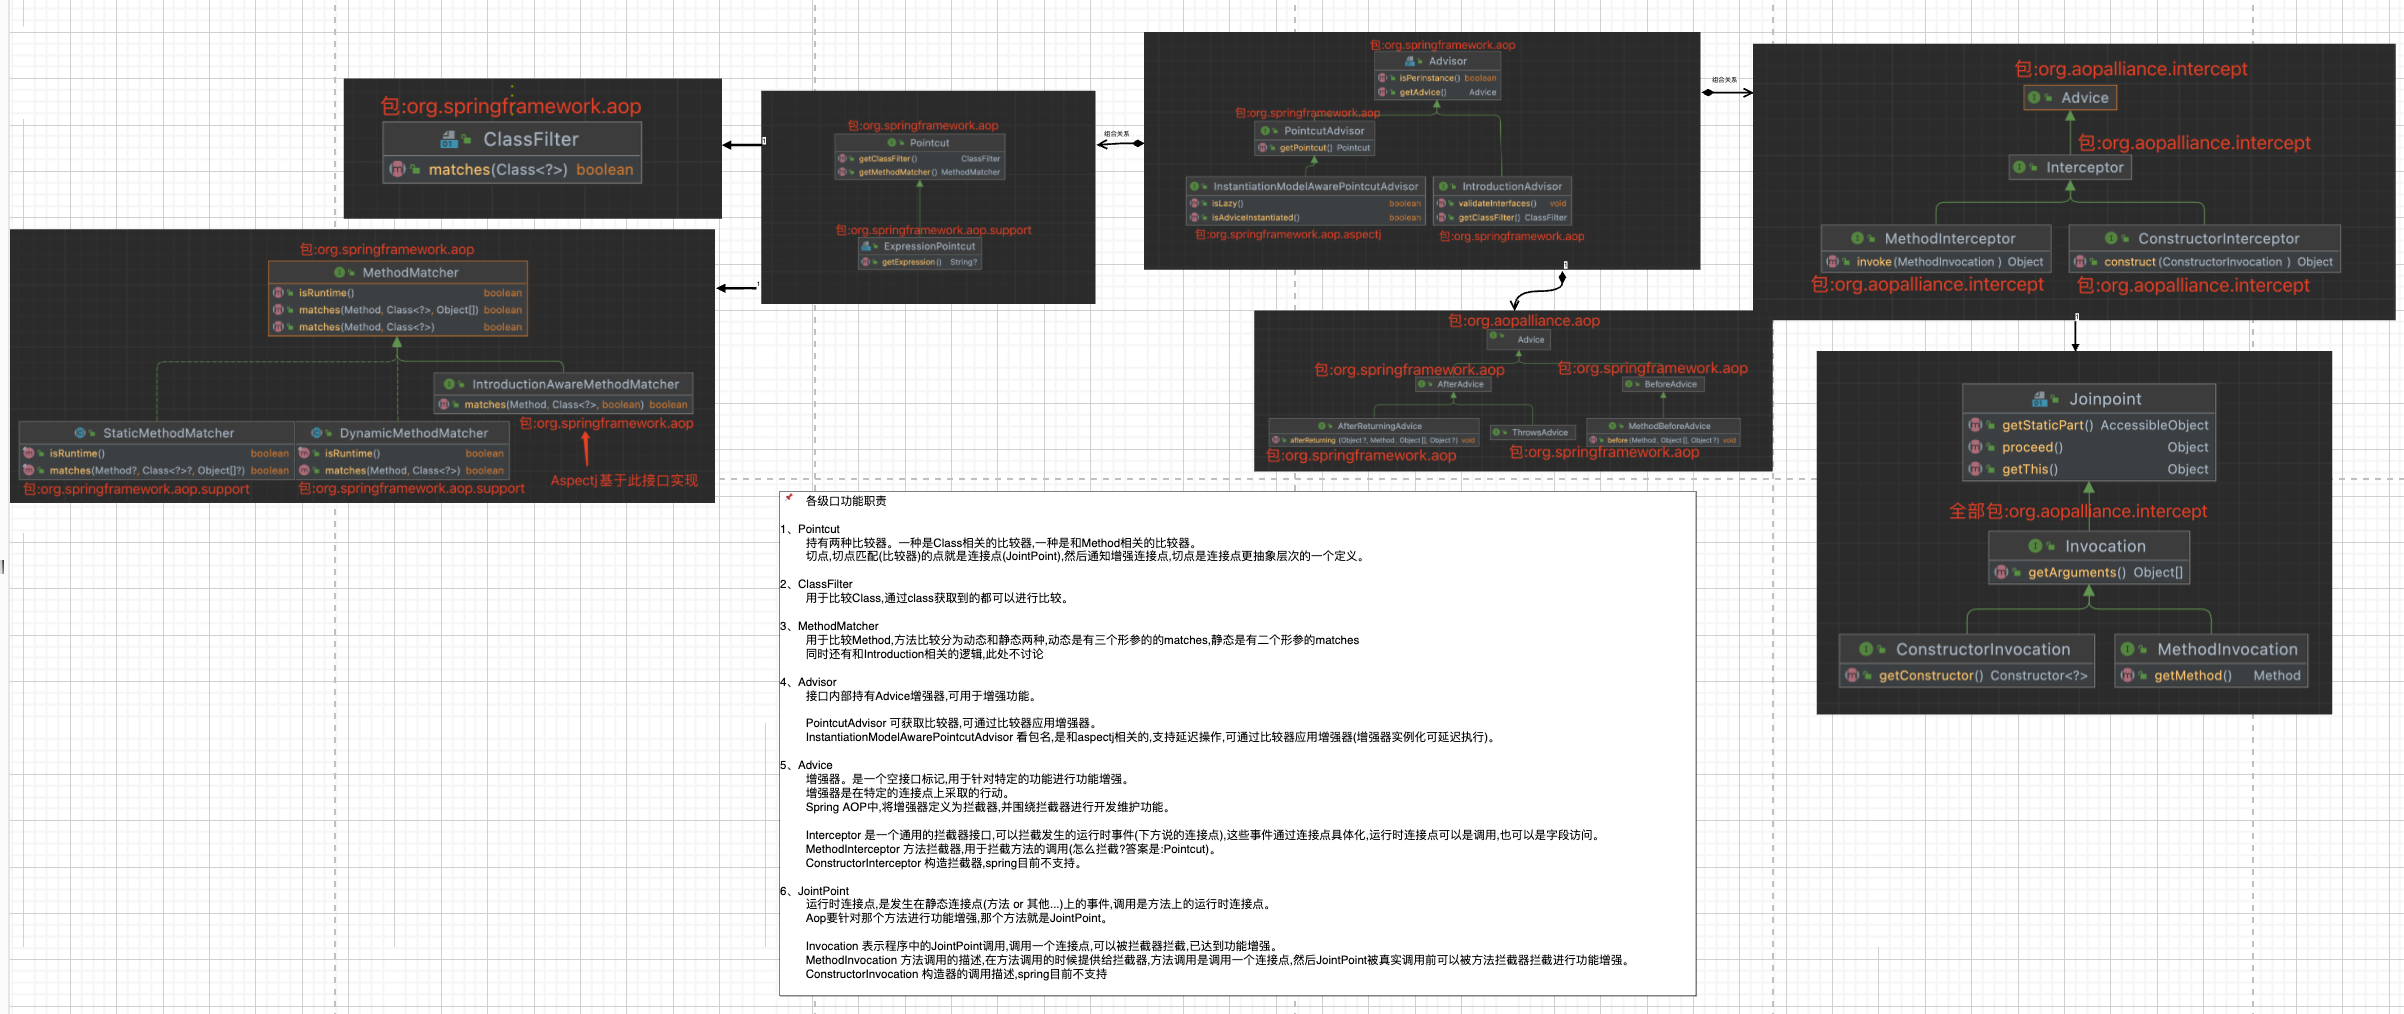 包:org.springframework.aop
ClassFilter
matches(Class<?>) boolean
包:org.springframework.aop
MethodMatcher
isRuntime() boolean
matches(Method, Class<?>, Object[]) boolean
matches(Method, Class<?>) boolean
IntroductionAwareMethodMatcher
matches(Method, Class<?>, boolean) boolean
包:org.springframework.aop
Aspectj基于此接口实现
StaticMethodMatcher
isRuntime() boolean
matches(Method?, Class<?>?, Object[]?) boolean
包:org.springframework.aop.support
DynamicMethodMatcher
isRuntime() boolean
matches(Method, Class<?>) boolean
包:org.springframework.aop.support
1
1
包:org.springframework.aop
Pointcut
getClassFilter() ClassFilter
getMethodMatcher() MethodMatcher
包:org.springframework.aop.support
ExpressionPointcut
getExpression() String?
组合关系
包:org.springframework.aop
Advisor
isPerInstance() boolean
getAdvice() Advice
包:org.springframework.aop
PointcutAdvisor
getPointcut() Pointcut
InstantiationModelAwarePointcutAdvisor
isLazy() boolean
isAdviceInstantiated() boolean
包:org.springframework.aop.aspectj
IntroductionAdvisor
validateInterfaces() void
getClassFilter() ClassFilter
包:org.springframework.aop
1
组合关系
包:org.aopalliance.aop
Advice
包:org.springframework.aop
AfterAdvice
包:org.springframework.aop
BeforeAdvice
AfterReturningAdvice
afterReturning (Object?, Method, Object[], Object?) void
包:org.springframework.aop
ThrowsAdvice
包:org.springframework.aop
MethodBeforeAdvice
before(Method, Object[], Object?) void
包:org.aopalliance.intercept
Advice
包:org.aopalliance.intercept
Interceptor
MethodInterceptor
invoke(MethodInvocation ) Object
包:org.aopalliance.intercept
ConstructorInterceptor
construct(ConstructorInvocation ) Object
包:org.aopalliance.intercept
1
Joinpoint
getStaticPart() AccessibleObject
proceed() Object
getThis() Object
全部包:org.aopalliance.intercept
Invocation
getArguments() Object[]
ConstructorInvocation
getConstructor() Constructor<?>
MethodInvocation
getMethod() Method
各级口功能职责
1、Pointcut
持有两种比较器。一种是Class相关的比较器,一种是和Method相关的比较器。
切点,切点匹配(比较器)的点就是连接点(JointPoint),然后通知增强连接点,切点是连接点更抽象层次的一个定义。
2、ClassFilter
用于比较Class,通过class获取到的都可以进行比较。
3、MethodMatcher
用于比较Method,方法比较分为动态和静态两种,动态是有三个形参的的matches,静态是有二个形参的matches
同时还有和Introduction相关的逻辑,此处不讨论
4、Advisor
接口内部持有Advice增强器,可用于增强功能。
PointcutAdvisor 可获取比较器,可通过比较器应用增强器。
InstantiationModelAwarePointcutAdvisor 看包名,是和aspectj相关的,支持延迟操作,可通过比较器应用增强器(增强器实例化可延迟执行)。
5、Advice
增强器。是一个空接口标记,用于针对特定的功能进行功能增强。
增强器是在特定的连接点上采取的行动。
Spring AOP中,将增强器定义为拦截器,并围绕拦截器进行开发维护功能。
Interceptor 是一个通用的拦截器接口,可以拦截发生的运行时事件(下方说的连接点),这些事件通过连接点具体化,运行时连接点可以是调用,也可以是字段访问。
MethodInterceptor 方法拦截器,用于拦截方法的调用(怎么拦截?答案是:Pointcut)。
ConstructorInterceptor 构造拦截器,spring目前不支持。
6、JointPoint
运行时连接点,是发生在静态连接点(方法 or 其他...)上的事件,调用是方法上的运行时连接点。
Aop要针对那个方法进行功能增强,那个方法就是JointPoint。
Invocation 表示程序中的JointPoint调用,调用一个连接点,可以被拦截器拦截,已达到功能增强。
MethodInvocation 方法调用的描述,在方法调用的时候提供给拦截器,方法调用是调用一个连接点,然后JointPoint被真实调用前可以被方法拦截器拦截进行功能增强。
ConstructorInvocation 构造器的调用描述,spring目前不支持